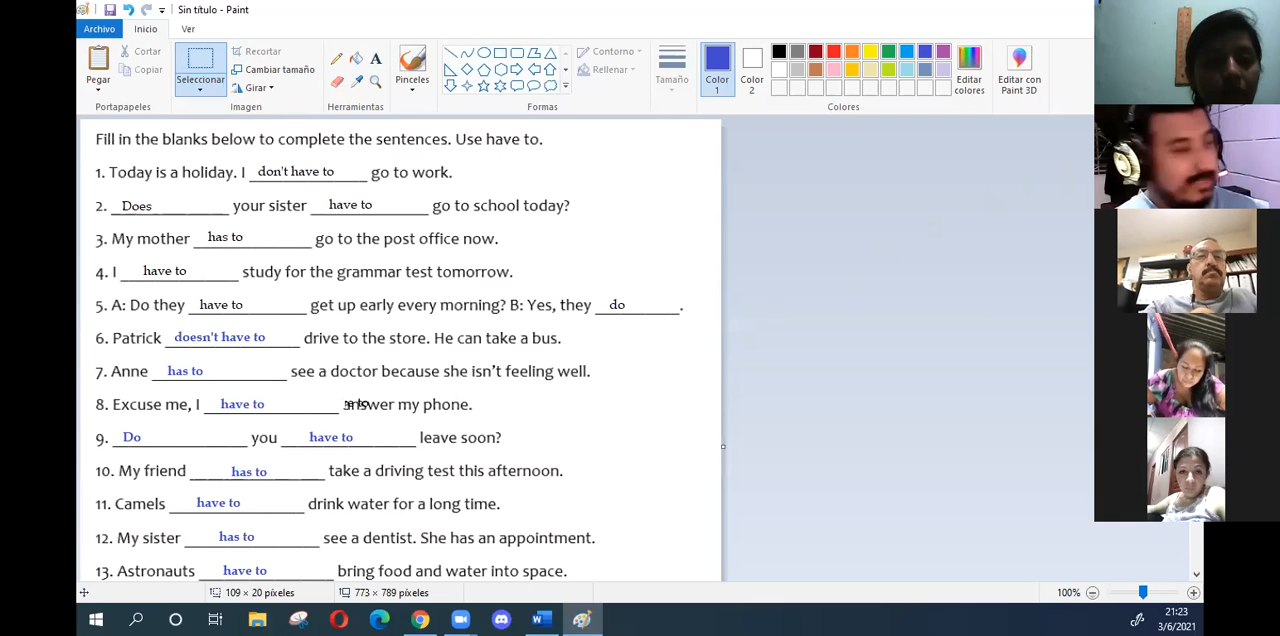 Sin título - Paint
Archivo Inicio Ver
Pegar Cortar Copiar
Seleccionar Recortar Cambiar tamaño Girar
Pinceles Contorno Rellenar Tamaño Color 1 Color 2 Editar colores Editar con Paint 3D
Portapapeles Imagen Herramientas Formas Colores
Fill in the blanks below to complete the sentences. Use have to.
1. Today is a holiday. I don't have to go to work.
2. Does your sister have to go to school today?
3. My mother has to go to the post office now.
4. I have to study for the grammar test tomorrow.
5. A: Do they have to get up early every morning? B: Yes, they do.
6. Patrick doesn't have to drive to the store. He can take a bus.
7. Anne has to see a doctor because she isn't feeling well.
8. Excuse me, I have to answer my phone.
9. Do you have to leave soon?
10. My friend has to take a driving test this afternoon.
11. Camels have to drink water for a long time.
12. My sister has to see a dentist. She has an appointment.
13. Astronauts have to bring food and water into space.
109 × 20 píxeles 773 × 789 píxeles 100%
21:23
3/6/2021